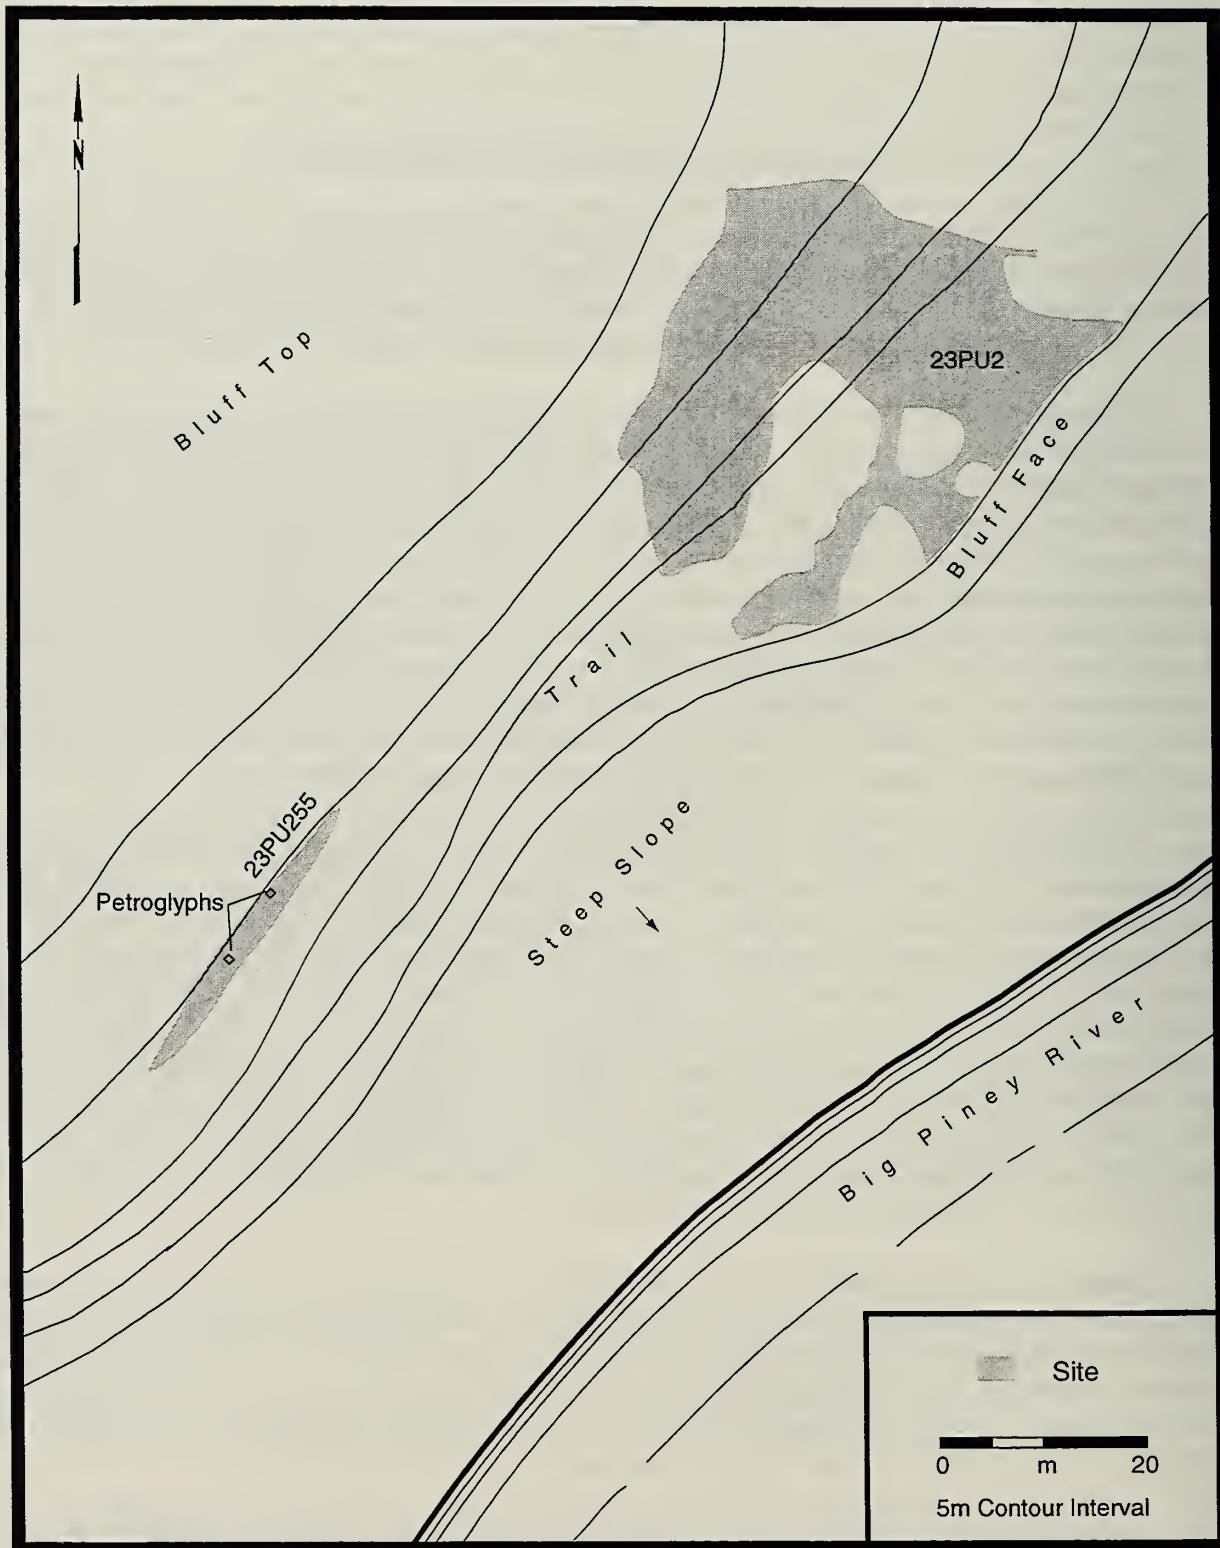 N
Bluff Top
23PU2
Bluff Face
Trail
23PU255
Petroglyphs
Steep Slope
Big Piney River
Site
0 m 20
5m Contour Interval